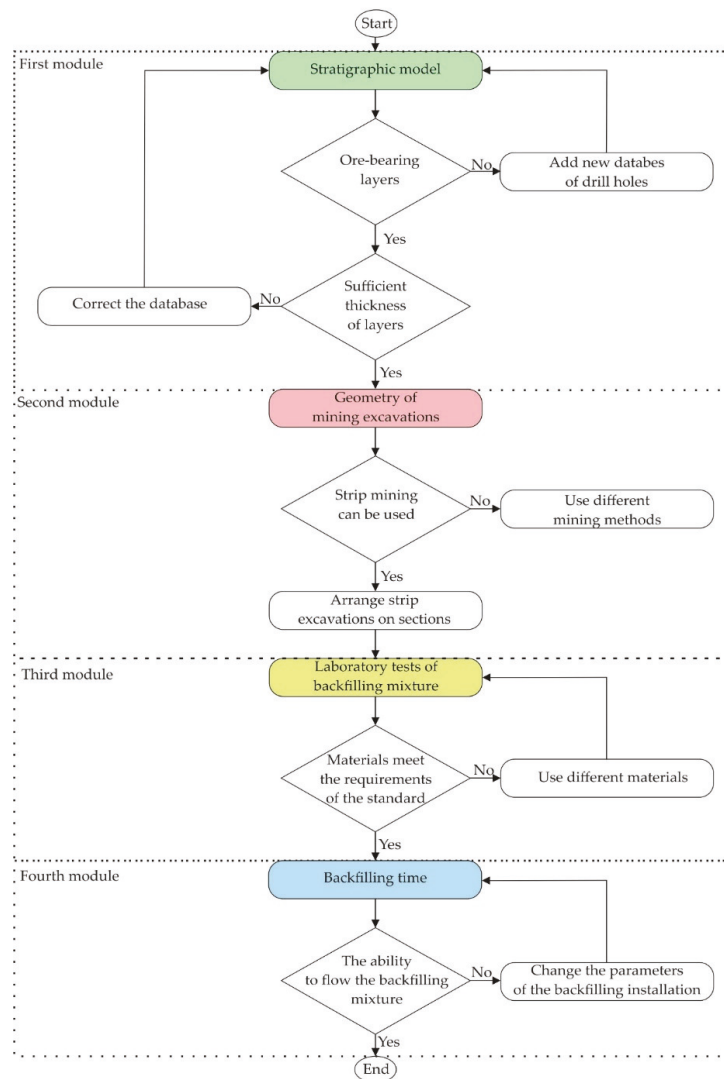 Start
First module
Stratigraphic model
Ore-bearing
layers
No
Add new databes
of drill holes
Yes
Correct the database
No
Sufficient
thickness
of layers
Yes
Second module
Geometry of
mining excavations
Strip mining
can be used
No
Use different
mining methods
Yes
Arrange strip
excavations on sections
Third module
Laboratory tests of
backfilling mixture
Materials meet
the requirements
of the standard
No
Use different materials
Yes
Fourth module
Backfilling time
The ability
to flow the backfilling
mixture
No
Change the parameters
of the backfilling installation
Yes
End